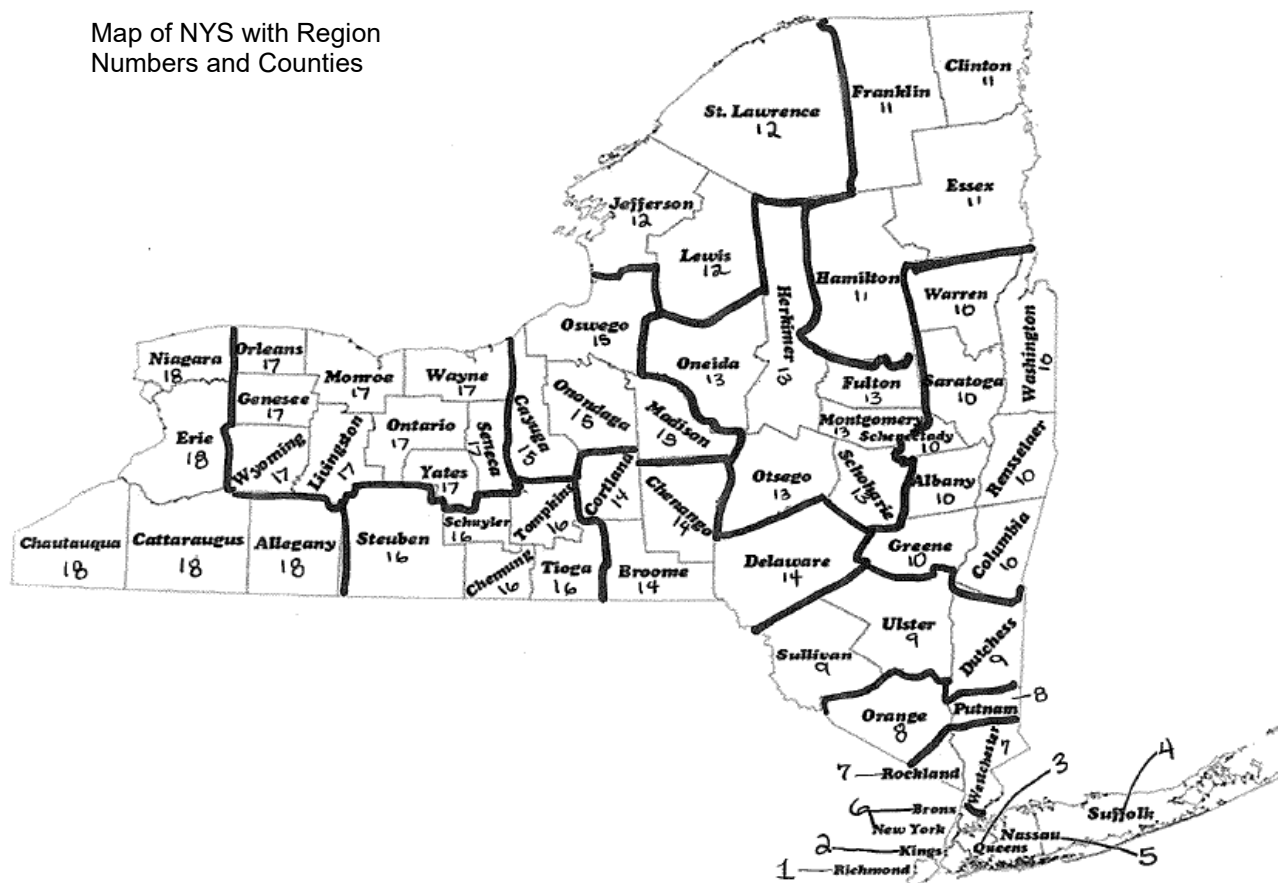 Map of NYS with Region
Numbers and Counties
Clinton
11
Franklin
11
St. Lawrence
12
Essex
11
Jefferson
12
Lewis
12
Hamilton
11
Herkimer
13
Warren
10
Washington
10
Oswego
15
Oneida
13
Niagara
18
Orleans
17
Monroe
17
Wayne
17
Fulton
13
Saratoga
10
Genesee
17
Ontario
17
Seneca
17
Cayuga
15
Onondaga
15
Madison
15
Montgomery
13
Schenectady
10
Erie
18
Wyoming
17
Livingston
17
Yates
17
Cortland
14
Chenango
14
Otsego
13
Schoharie
13
Albany
10
Rensselaer
10
Chautauqua
18
Cattaraugus
18
Allegany
18
Steuben
16
Schuyler
16
Tompkins
16
Chemung
16
Tioga
16
Broome
14
Delaware
14
Greene
10
Columbia
10
Ulster
9
Sullivan
9
Dutchess
9
Orange
8
Putnam
8
Westchester
7
7 Rockland
6 Bronx
New York
2 Kings
1 Richmond
3
Queens
Nassau
5
4
Suffolk